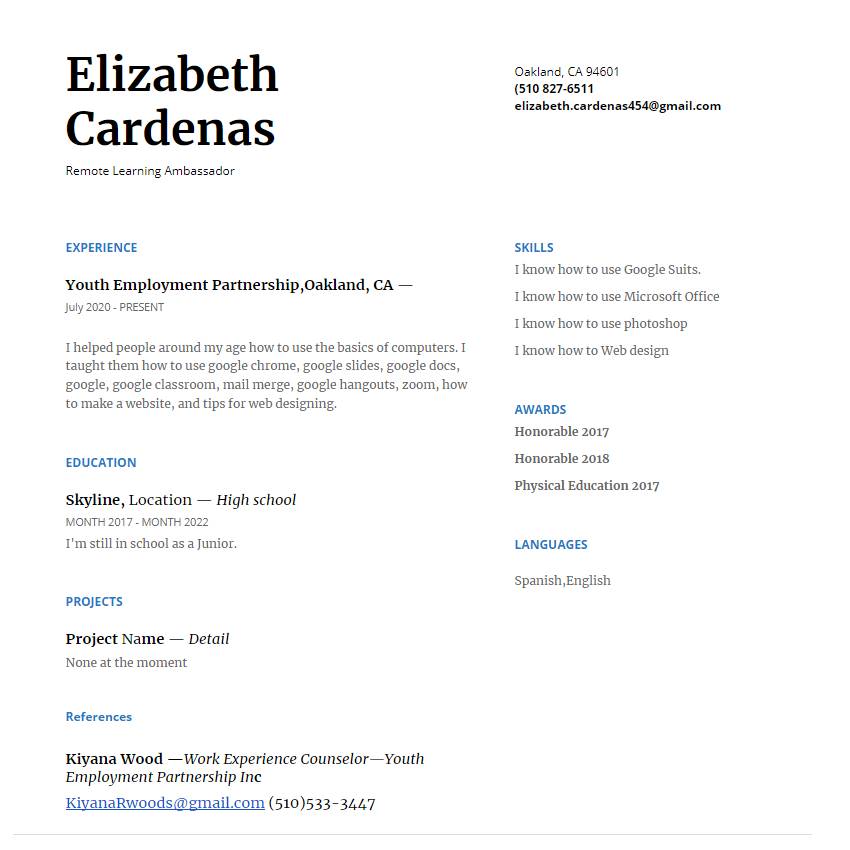 Elizabeth
Cardenas
Remote Learning Ambassador
Oakland, CA 94601
(510 827-6511
elizabeth.cardenas454@gmail.com
EXPERIENCE
Youth Employment Partnership,Oakland, CA —
July 2020 - PRESENT
I helped people around my age how to use the basics of computers. I
taught them how to use google chrome, google slides, google docs,
google, google classroom, mail merge, google hangouts, zoom, how
to make a website, and tips for web designing.
EDUCATION
Skyline, Location — High school
MONTH 2017 - MONTH 2022
I'm still in school as a Junior.
PROJECTS
Project Name — Detail
None at the moment
References
Kiyana Wood —Work Experience Counselor—Youth
Employment Partnership Inc
KiyanaRwoods@gmail.com (510)533-3447
SKILLS
I know how to use Google Suits.
I know how to use Microsoft Office
I know how to use photoshop
I know how to Web design
AWARDS
Honorable 2017
Honorable 2018
Physical Education 2017
LANGUAGES
Spanish,English